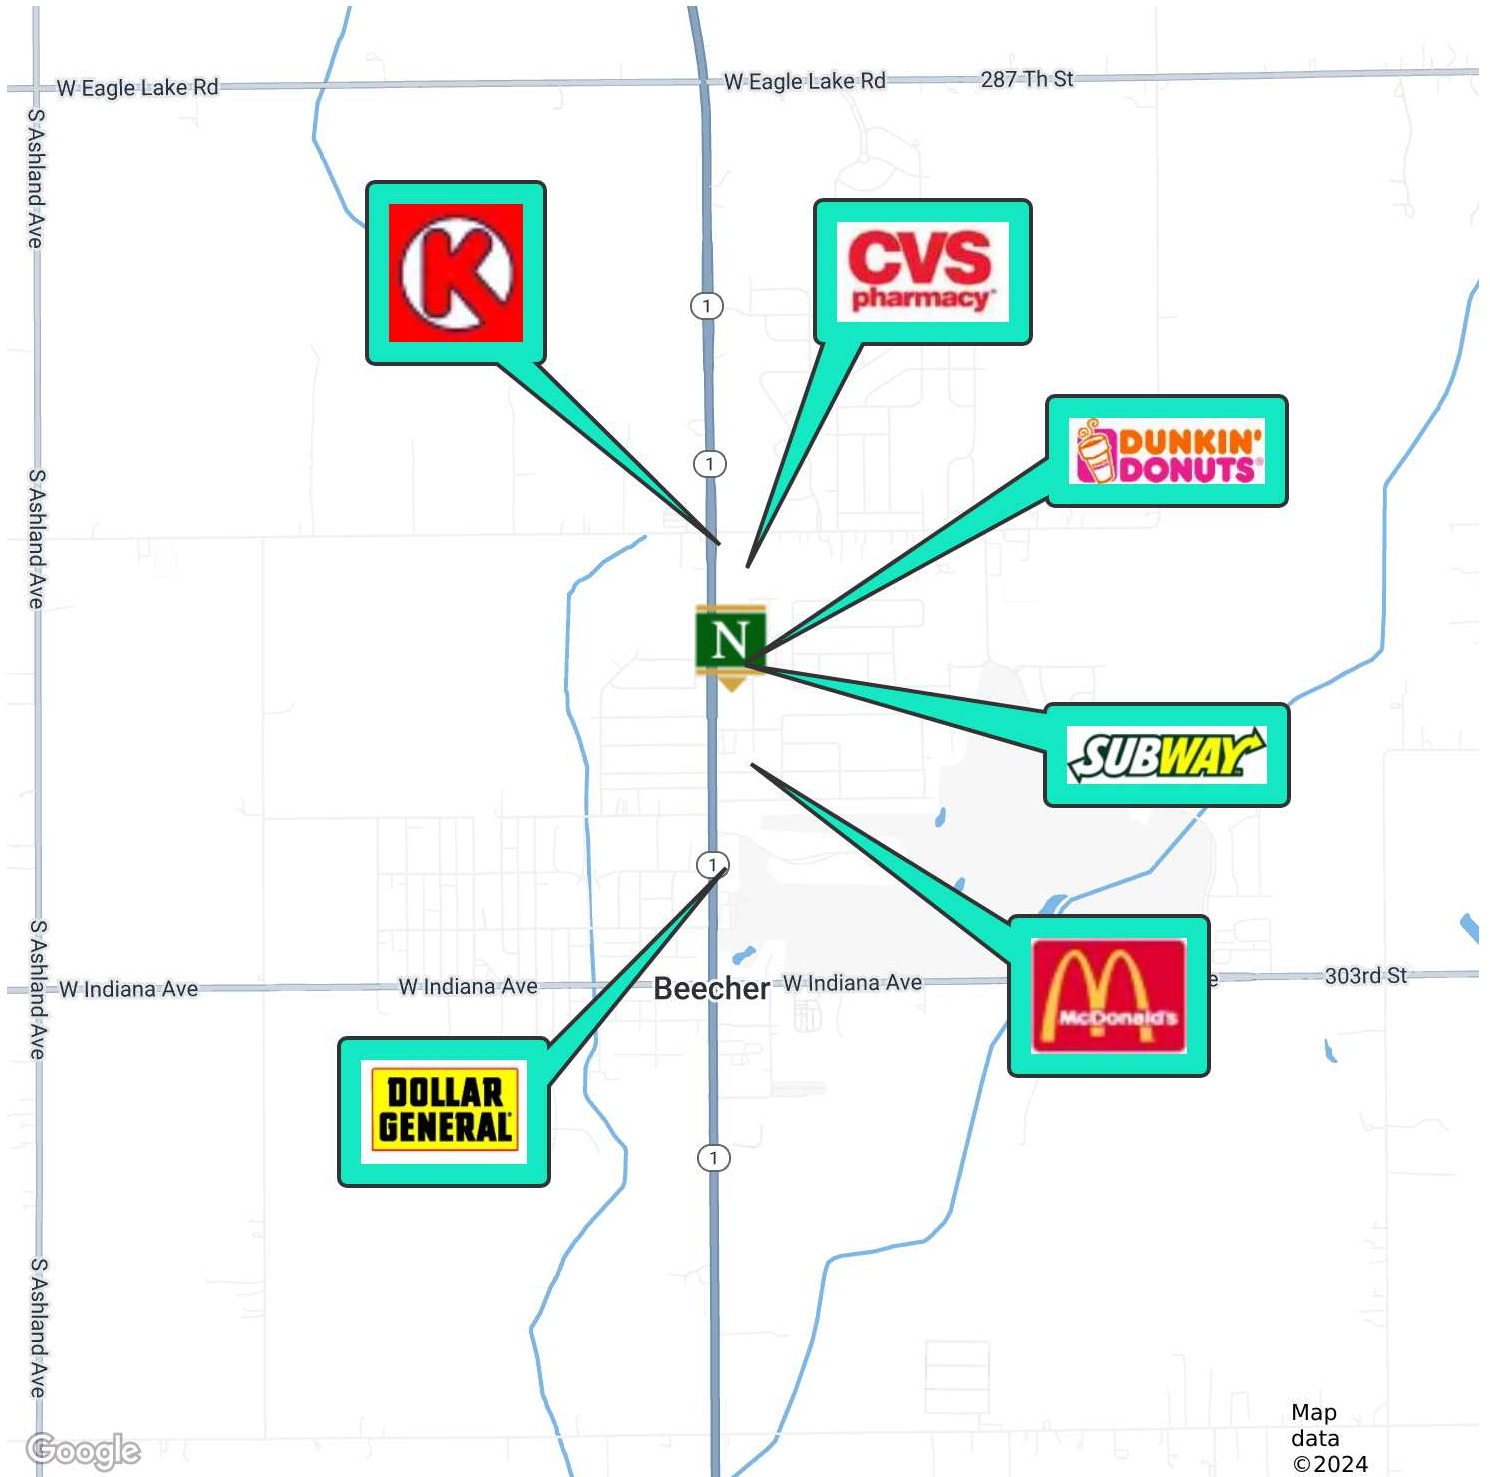 W Eagle Lake Rd
W Eagle Lake Rd
287 Th St
S Ashland Ave
K
CVS
pharmacy
1
DUNKIN'
DONUTS
1
S Ashland Ave
N
SUBWAY
1
S Ashland Ave
W Indiana Ave
W Indiana Ave
Beecher
W Indiana Ave
e
303rd St
McDonald's
DOLLAR
GENERAL
1
S Ashland Ave
Google
Map
data
©2024